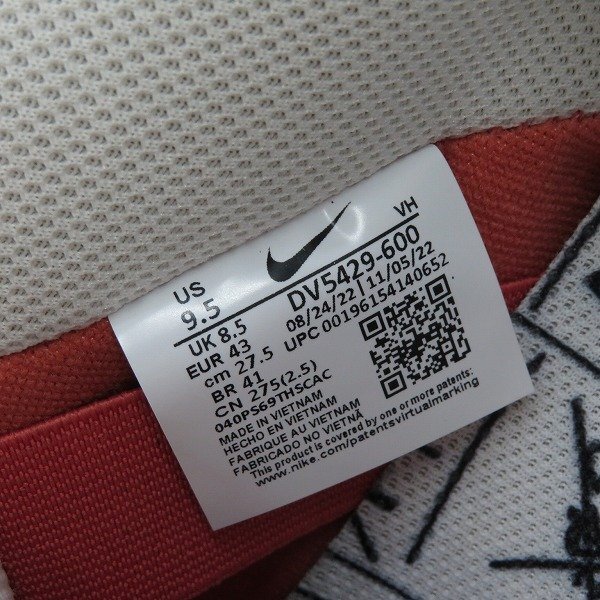 VH
DV5429-600
08/24/22 11/05/22
UPC 00196154140652
US
9.5
UK 8.5
EUR 43
cm 27.5
BR 41
CN 275(2.5)
040PS69THSCAC
MADE IN VIETNAM
HECHO EN VIETNAM
FABRIQUE AU VIETNAM
FABRICADO NO VIETNÃ
This product is covered by one or more patents:
www.nike.com/patentsvirtualmarking